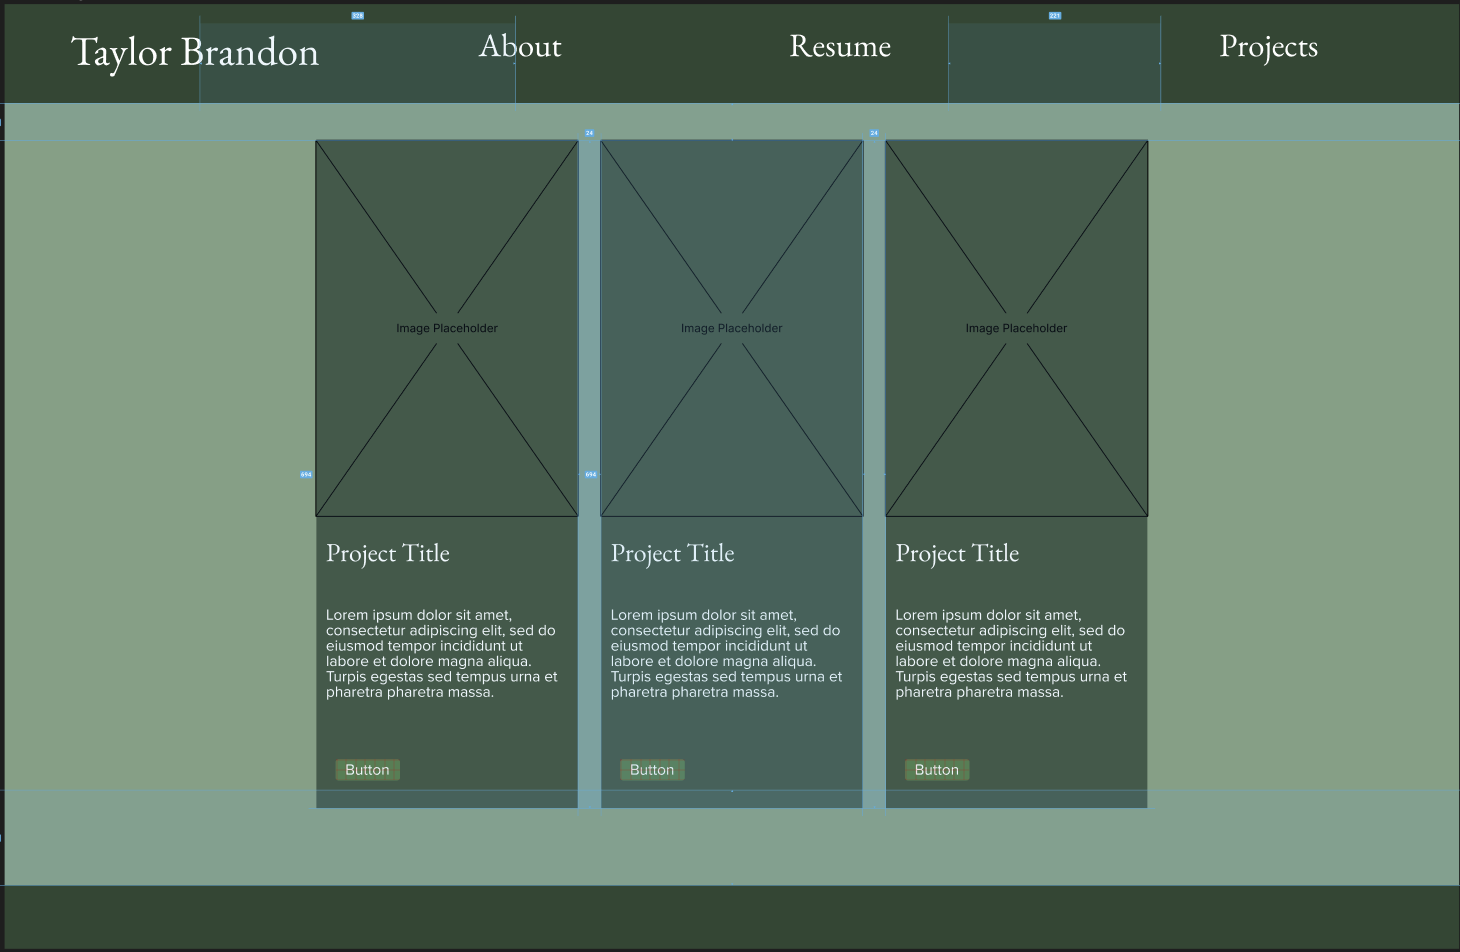 328
221
Taylor Brandon
About
Resume
Projects
24
24
Image Placeholder
Image Placeholder
Image Placeholder
694
694
Project Title
Lorem ipsum dolor sit amet,
consectetur adipiscing elit, sed do
eiusmod tempor incididunt ut
labore et dolore magna aliqua.
Turpis egestas sed tempus urna et
pharetra pharetra massa.
Button
Project Title
Lorem ipsum dolor sit amet,
consectetur adipiscing elit, sed do
eiusmod tempor incididunt ut
labore et dolore magna aliqua.
Turpis egestas sed tempus urna et
pharetra pharetra massa.
Button
Project Title
Lorem ipsum dolor sit amet,
consectetur adipiscing elit, sed do
eiusmod tempor incididunt ut
labore et dolore magna aliqua.
Turpis egestas sed tempus urna et
pharetra pharetra massa.
Button